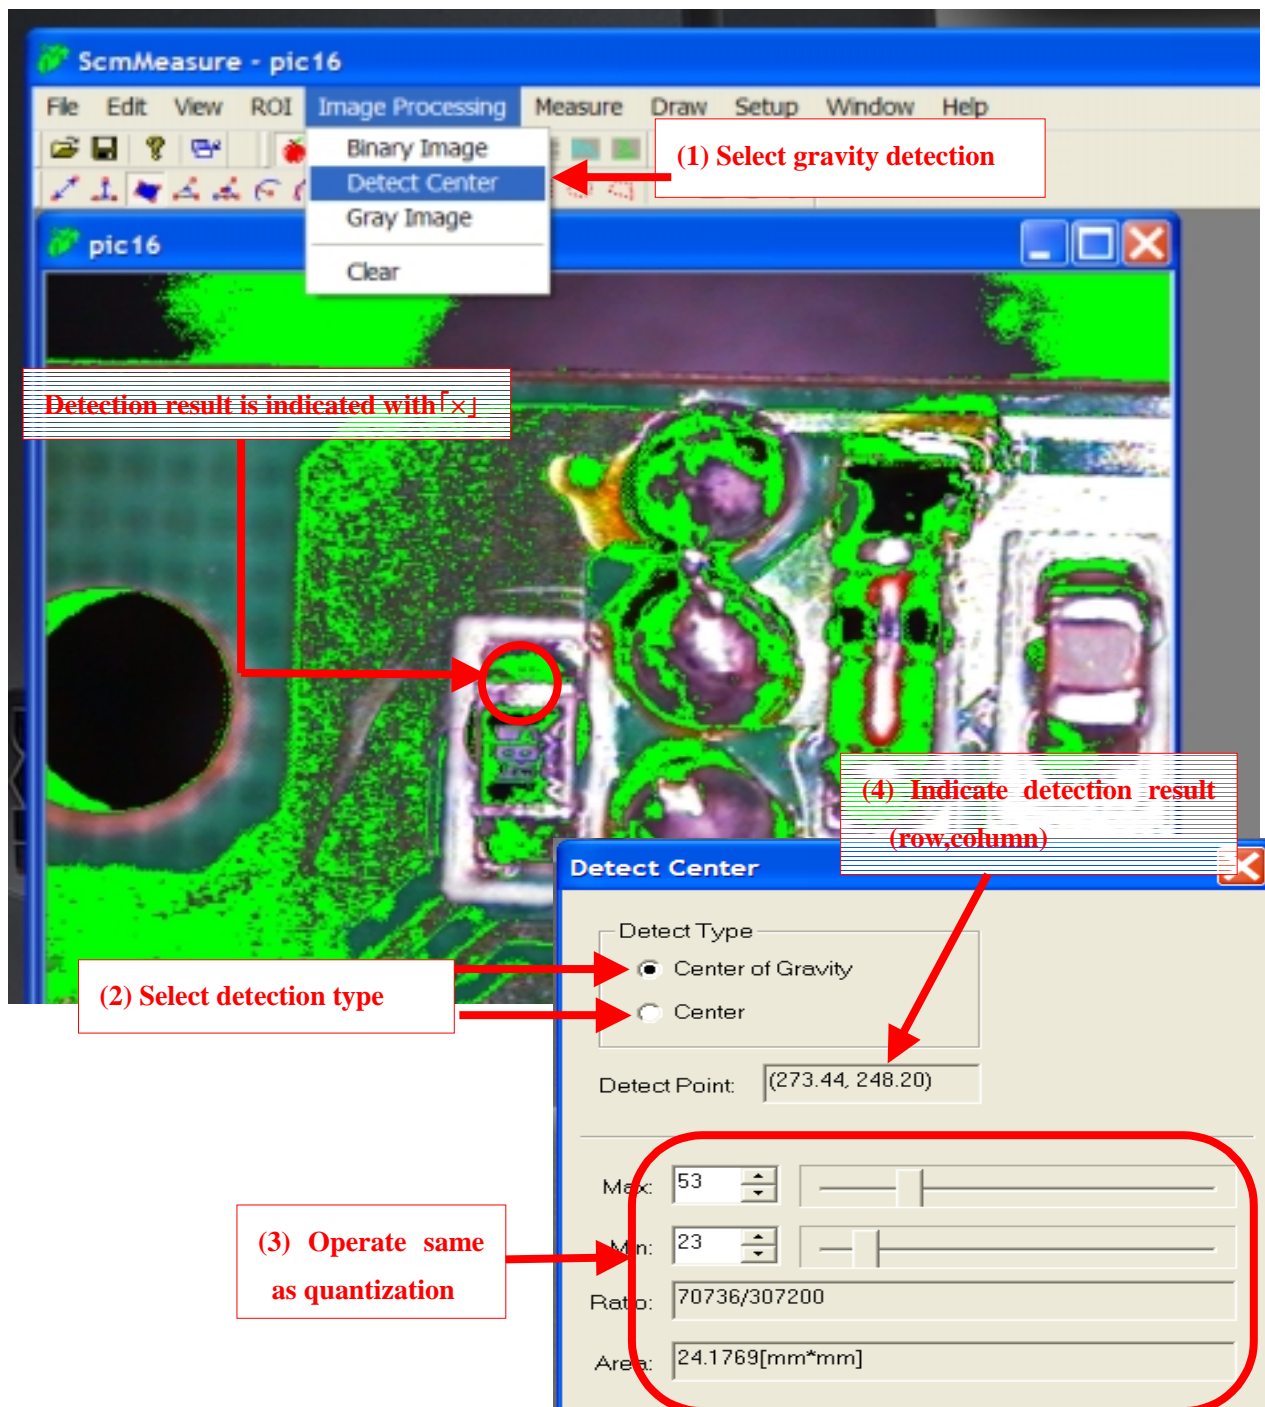 ScmMeasure - pic16
File Edit View ROI Image Processing Measure Draw Setup Window Help
Binary Image
Detect Center
Gray Image
Clear
(1) Select gravity detection
pic16
Detection result is indicated with「×」
(4) Indicate detection result
(row,column)
Detect Center
Detect Type
Center of Gravity
Center
(2) Select detection type
Detect Point: (273.44, 248.20)
Max: 53
Min: 23
(3) Operate same
as quantization
Ratio: 70736/307200
Area: 24.1769[mm*mm]